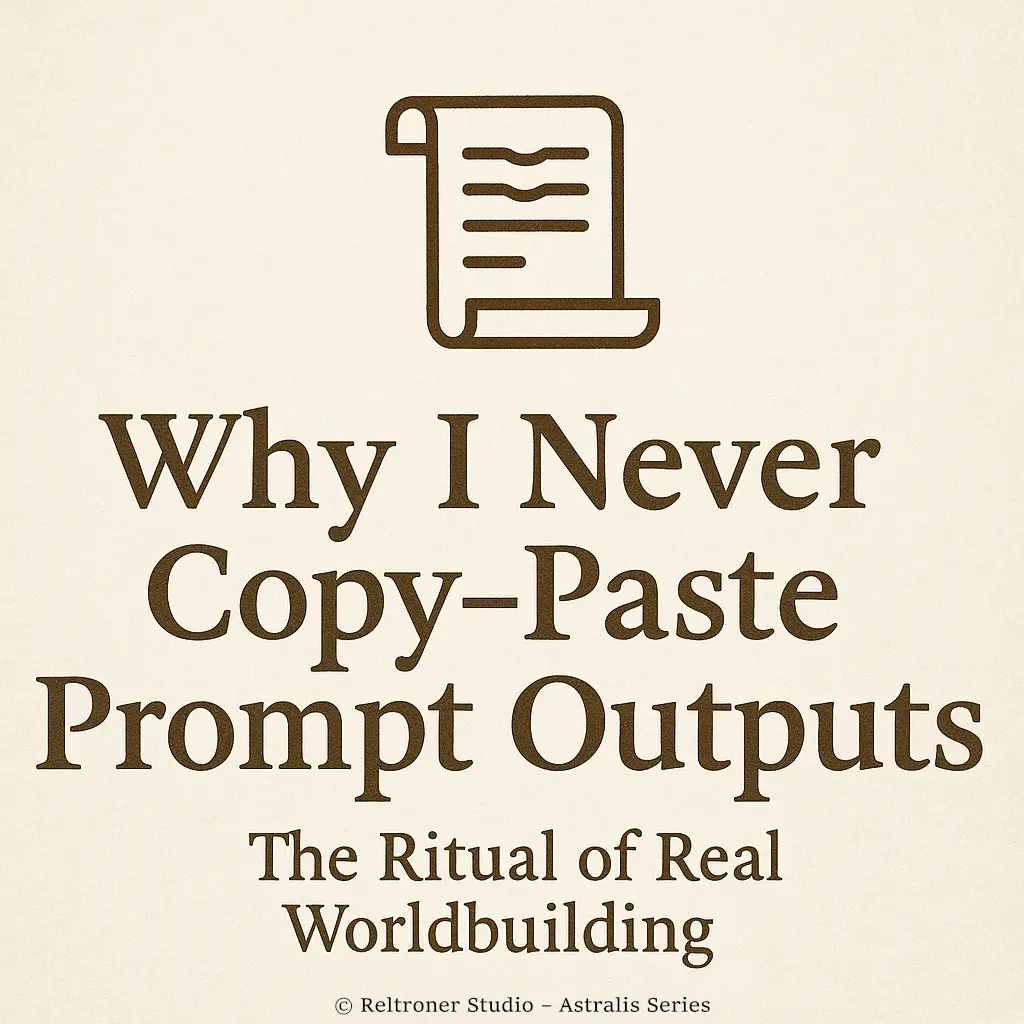 Why I Never
Copy–Paste
Prompt Outputs
The Ritual of Real
Worldbuilding
© Reltroner Studio – Astralis Series